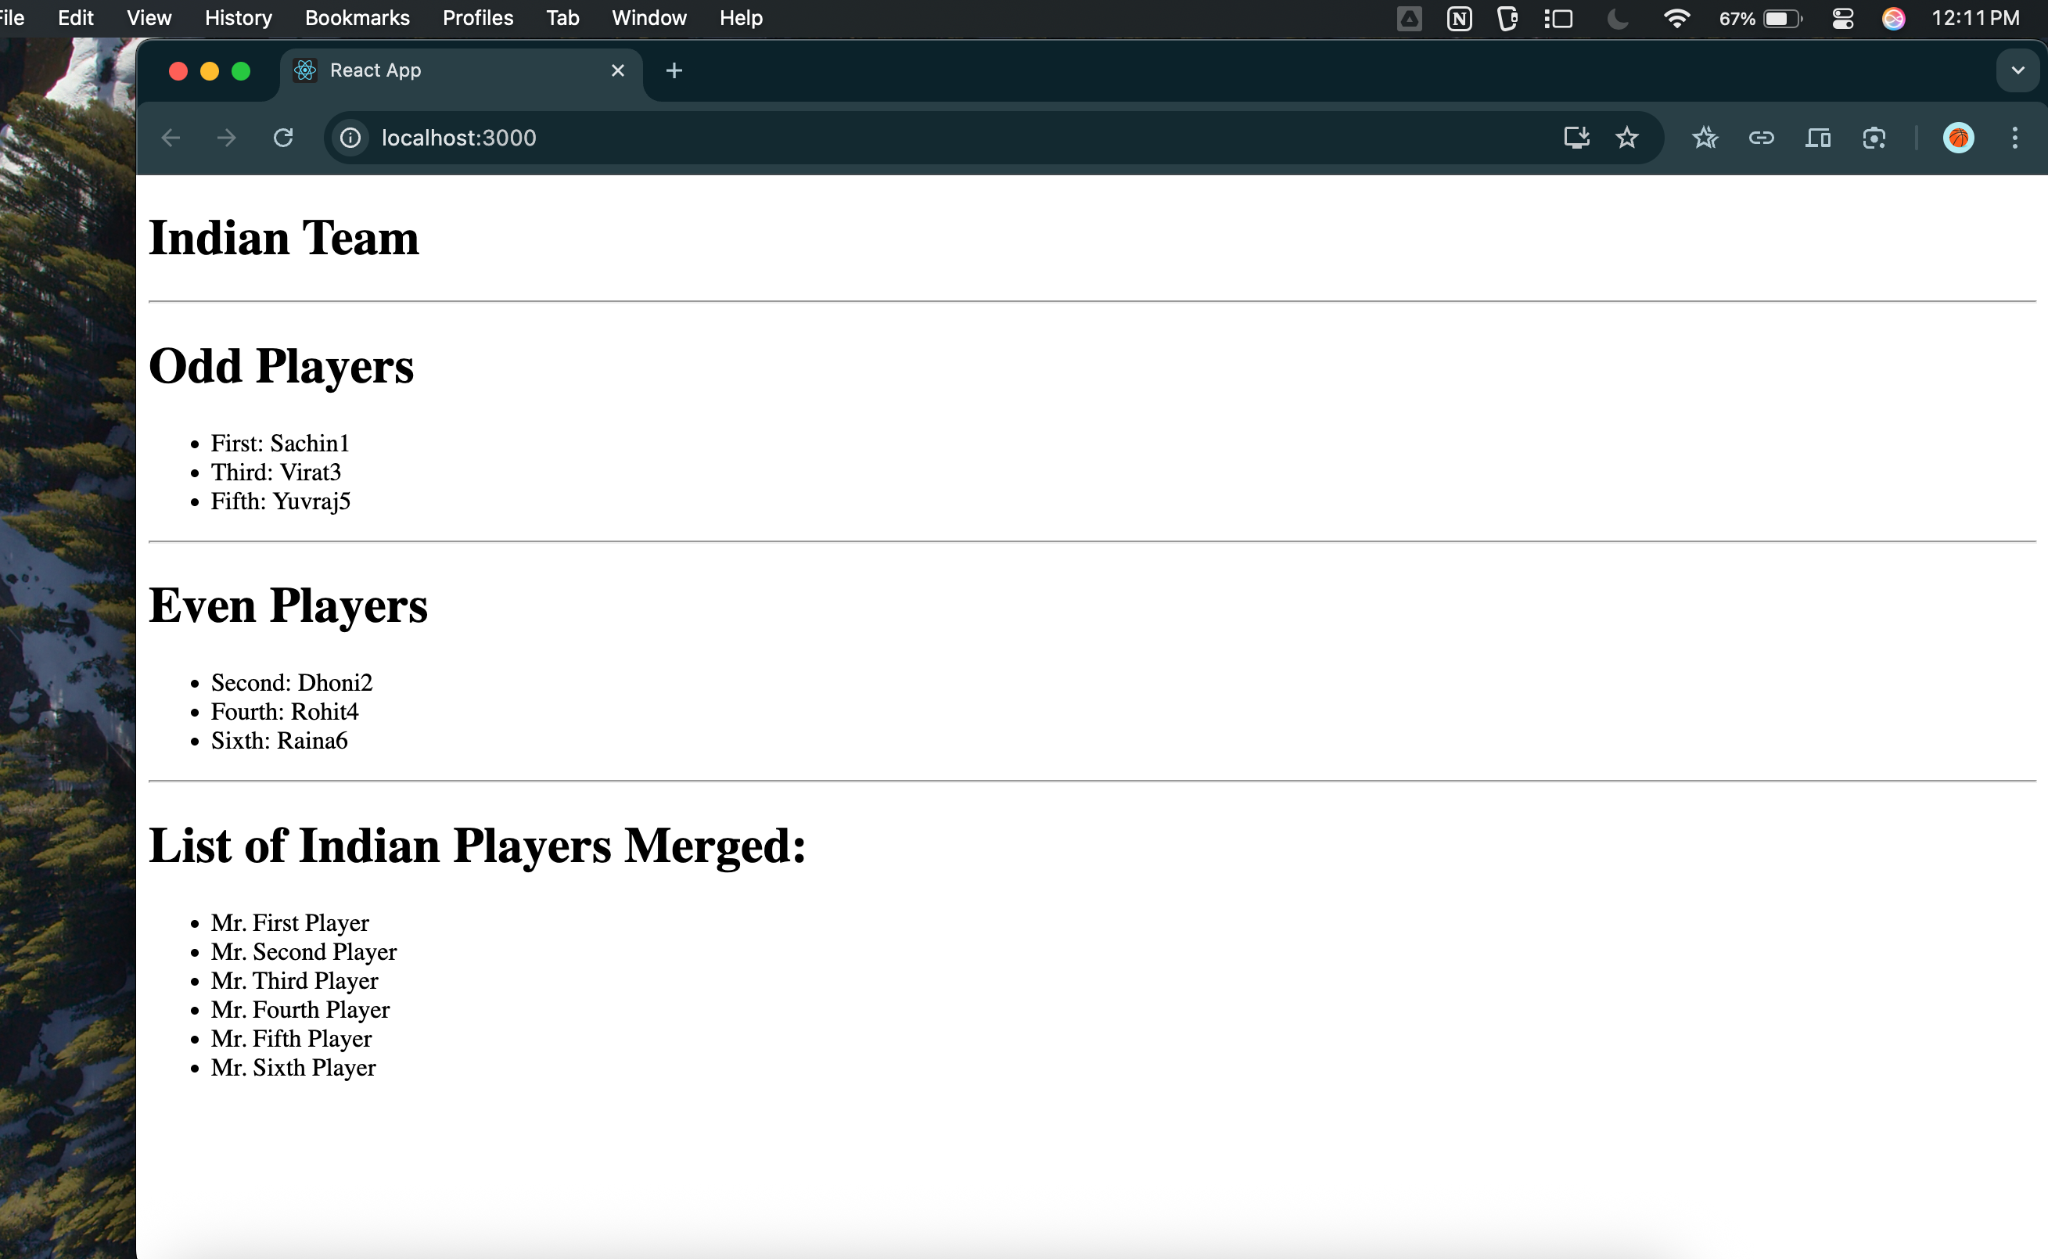 File Edit View History Bookmarks Profiles Tab Window Help 67% 12:11 PM
React App
localhost:3000
Indian Team
Odd Players
First: Sachin1
Third: Virat3
Fifth: Yuvraj5
Even Players
Second: Dhoni2
Fourth: Rohit4
Sixth: Raina6
List of Indian Players Merged:
Mr. First Player
Mr. Second Player
Mr. Third Player
Mr. Fourth Player
Mr. Fifth Player
Mr. Sixth Player